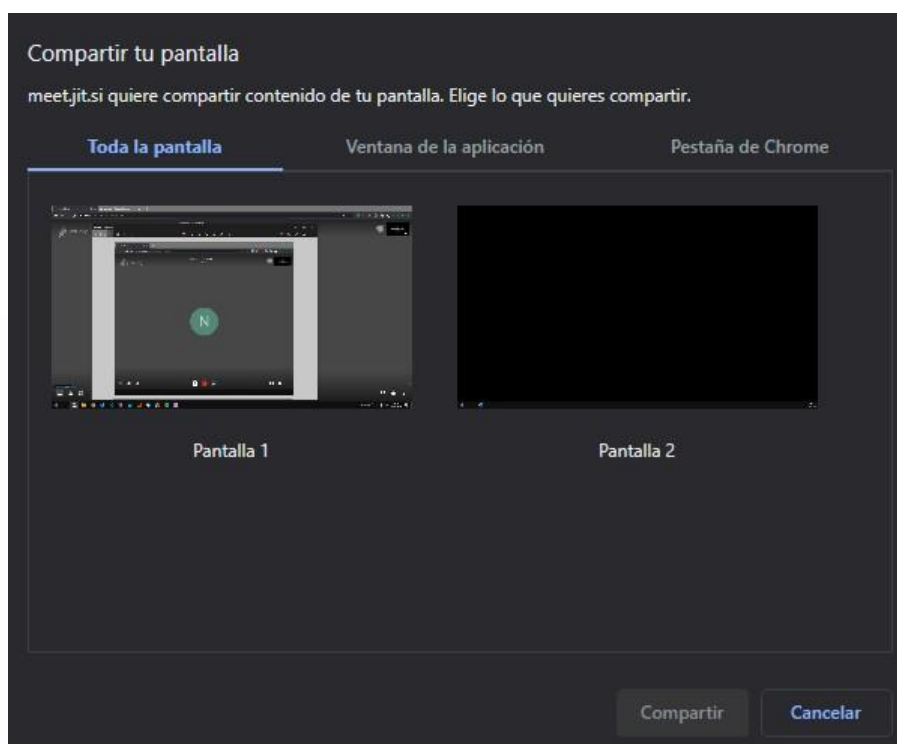 Compartir tu pantalla
meet.jit.si quiere compartir contenido de tu pantalla. Elige lo que quieres compartir.
Toda la pantalla
Ventana de la aplicación
Pestaña de Chrome
N
Pantalla 1
Pantalla 2
Compartir
Cancelar